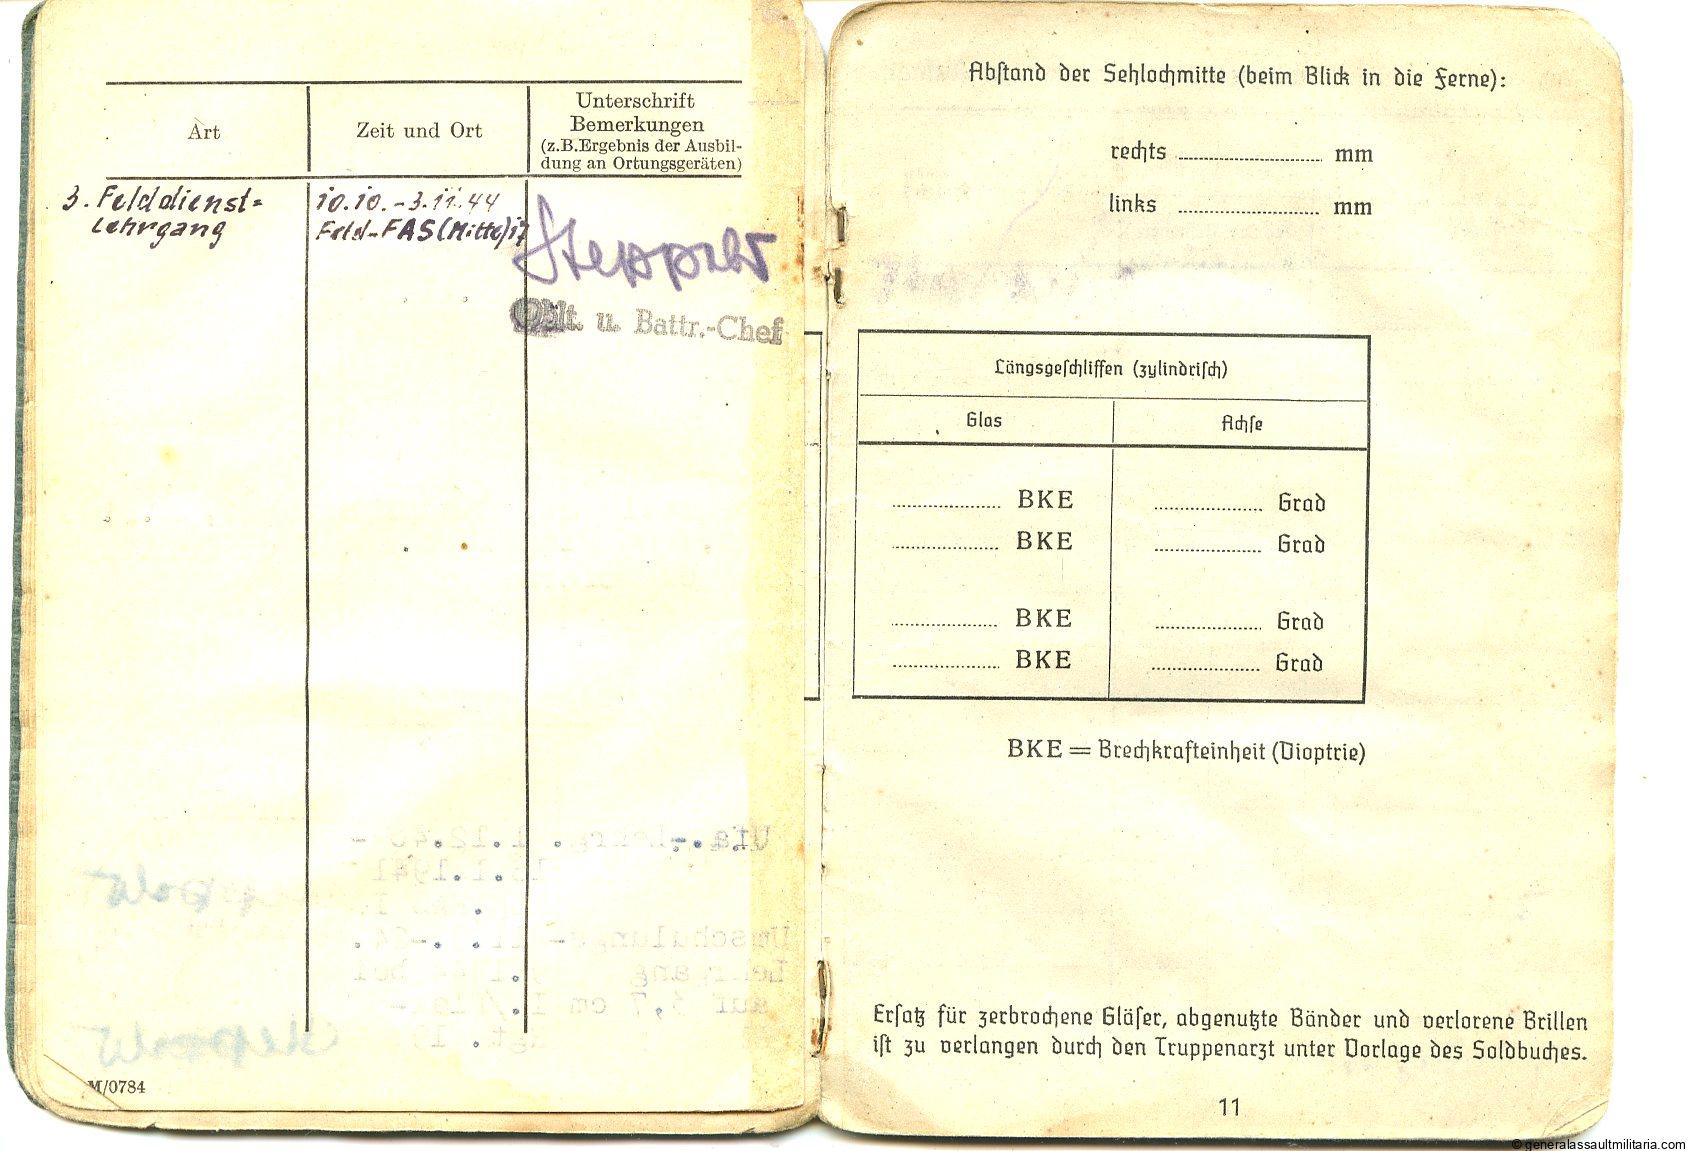 Art
Zeit und Ort
Unterschrift
Bemerkungen
(z.B.Ergebnis der Ausbil-
dung an Ortungsgeräten)
3. Felddienst=
Lehrgang
10.10.-3.11.44
Feld-FAS(Mitte)17
u. Battr.-Chef
M/0784
Abstand der Sehlochmitte (beim Blick in die Ferne):
rechts mm
links mm
Längsgeschliffen (zylindrisch)
Glas Achse
BKE Grad
BKE Grad
BKE Grad
BKE Grad
BKE = Brechkrafteinheit (Dioptrie)
Ersatz für zerbrochene Gläser, abgenutzte Bänder und verlorene Brillen
ist zu verlangen durch den Truppenarzt unter Vorlage des Soldbuches.
11
© generalassaultmilitaria.com